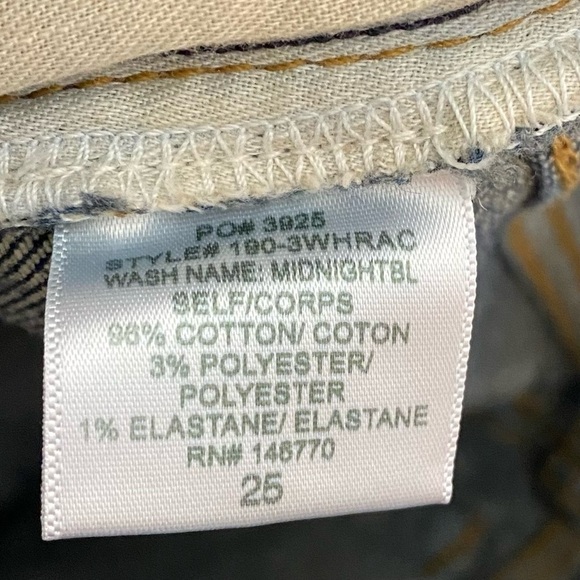 PO# 3925
STYLE# 190-3WHRAC
WASH NAME: MIDNIGHTBL
SELF/CORPS
96% COTTON/ COTON
3% POLYESTER/
POLYESTER
1% ELASTANE/ ELASTANE
RN# 146770
25